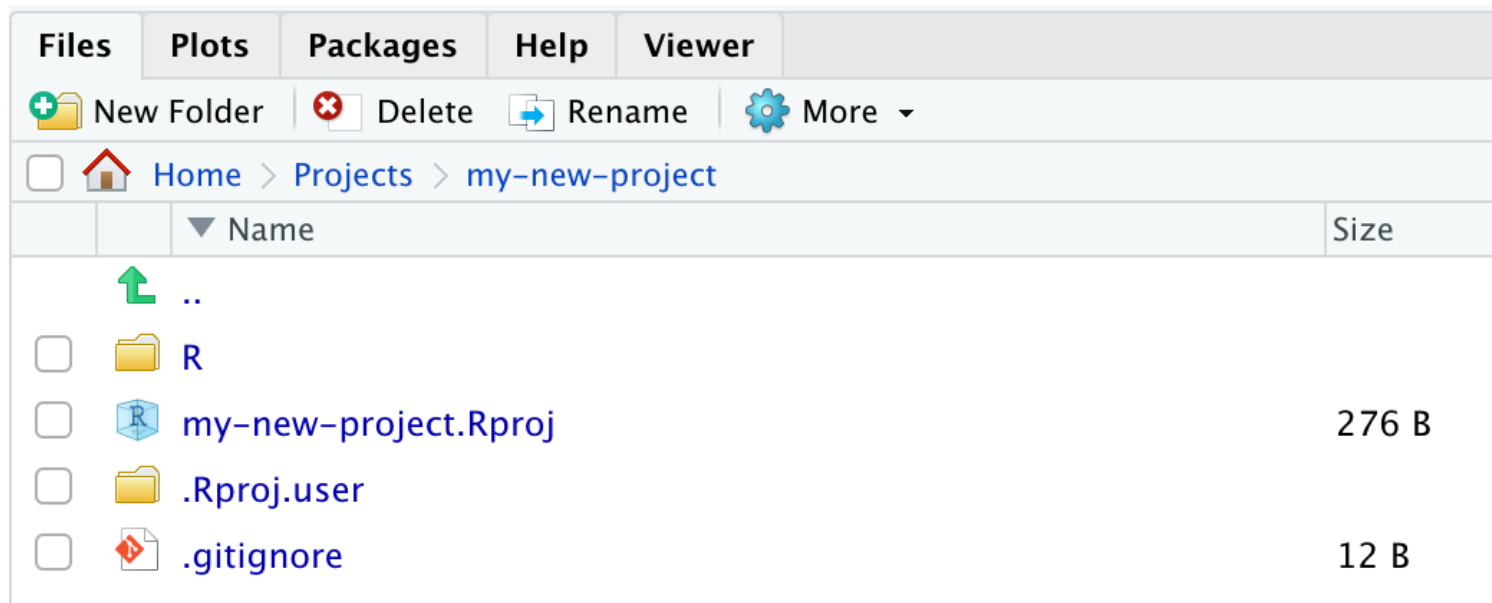 Files Plots Packages Help Viewer
New Folder Delete Rename More
Home Projects my-new-project
Name Size
..
R
my-new-project.Rproj 276 B
.Rproj.user
.gitignore 12 B